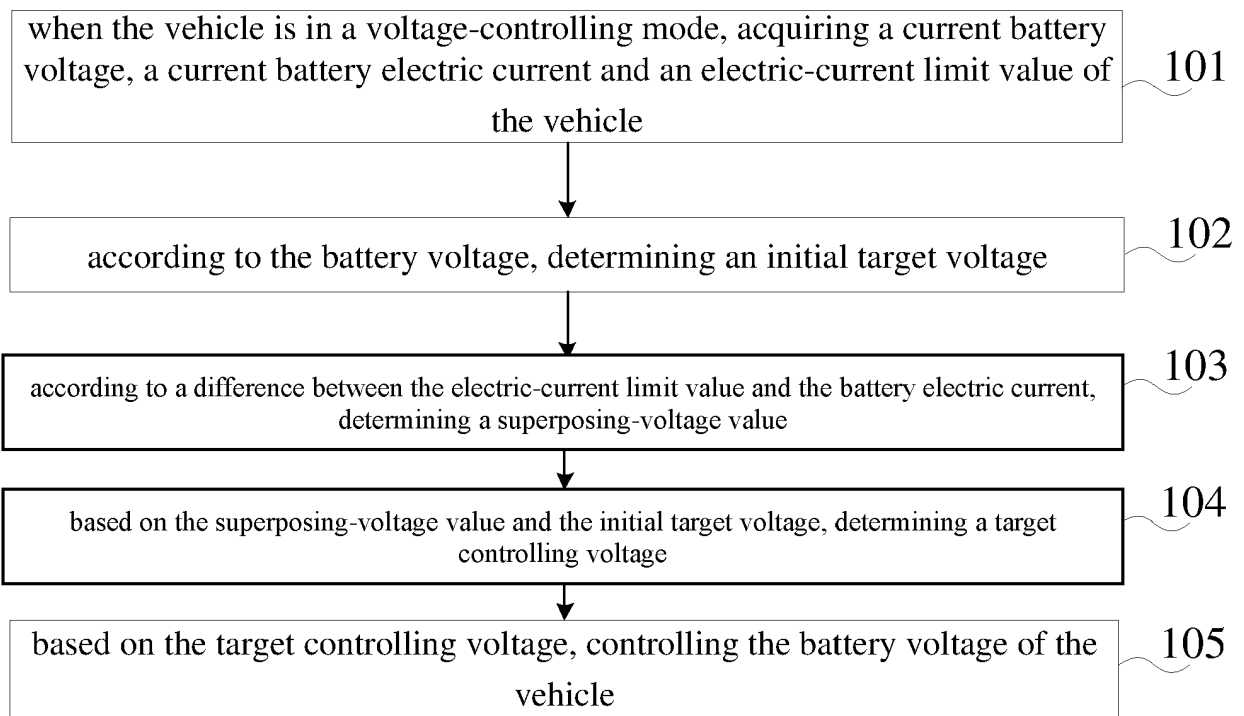 when the vehicle is in a voltage-controlling mode, acquiring a current battery
voltage, a current battery electric current and an electric-current limit value of
the vehicle
101
according to the battery voltage, determining an initial target voltage
102
according to a difference between the electric-current limit value and the battery electric current,
determining a superposing-voltage value
103
based on the superposing-voltage value and the initial target voltage, determining a target
controlling voltage
104
based on the target controlling voltage, controlling the battery voltage of the
vehicle
105